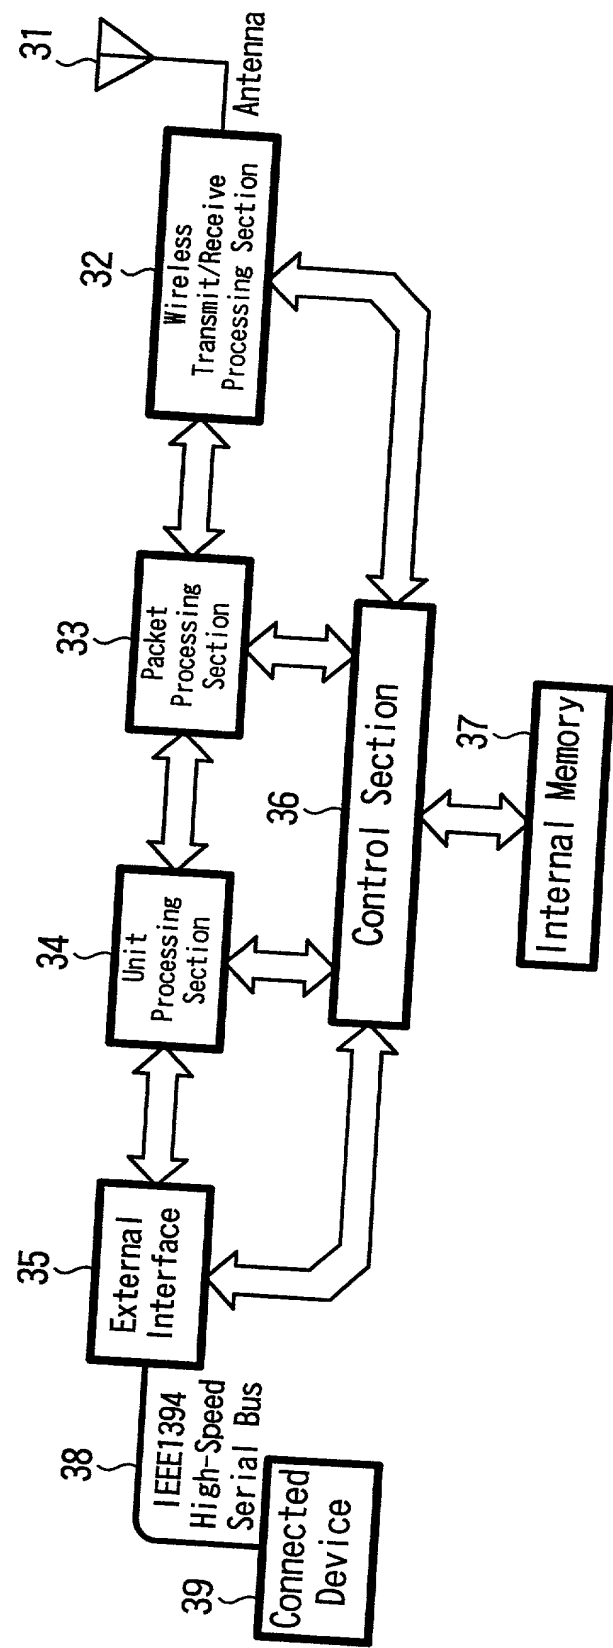 31
Antenna
32
Wireless
Transmit/Receive
Processing Section
33
Packet
Processing
Section
34
Unit
Processing
Section
35
External
Interface
36
Control Section
37
Internal Memory
38
IEEE1394
High-Speed
Serial Bus
39
Connected
Device